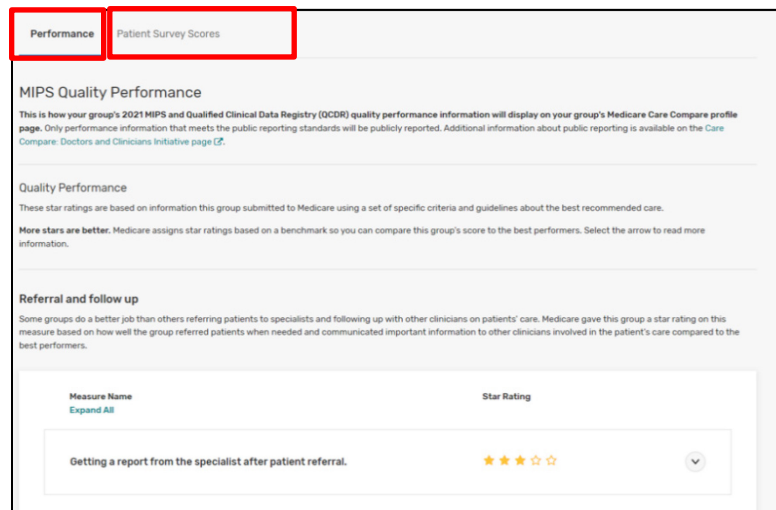 Performance Patient Survey Scores
MIPS Quality Performance
This is how your group's 2021 MIPS and Qualified Clinical Data Registry (QCDR) quality performance information will display on your group's Medicare Care Compare profile
page. Only performance information that meets the public reporting standards will be publicly reported. Additional information about public reporting is available on the Care
Compare: Doctors and Clinicians Initiative page.
Quality Performance
These star ratings are based on information this group submitted to Medicare using a set of specific criteria and guidelines about the best recommended care.
More stars are better. Medicare assigns star ratings based on a benchmark so you can compare this group's score to the best performers. Select the arrow to read more
information.
Referral and follow up
Some groups do a better job than others referring patients to specialists and following up with other clinicians on patients' care. Medicare gave this group a star rating on this
measure based on how well the group referred patients when needed and communicated important information to other clinicians involved in the patient's care compared to the
best performers.
Measure Name Star Rating
Expand All
Getting a report from the specialist after patient referral.